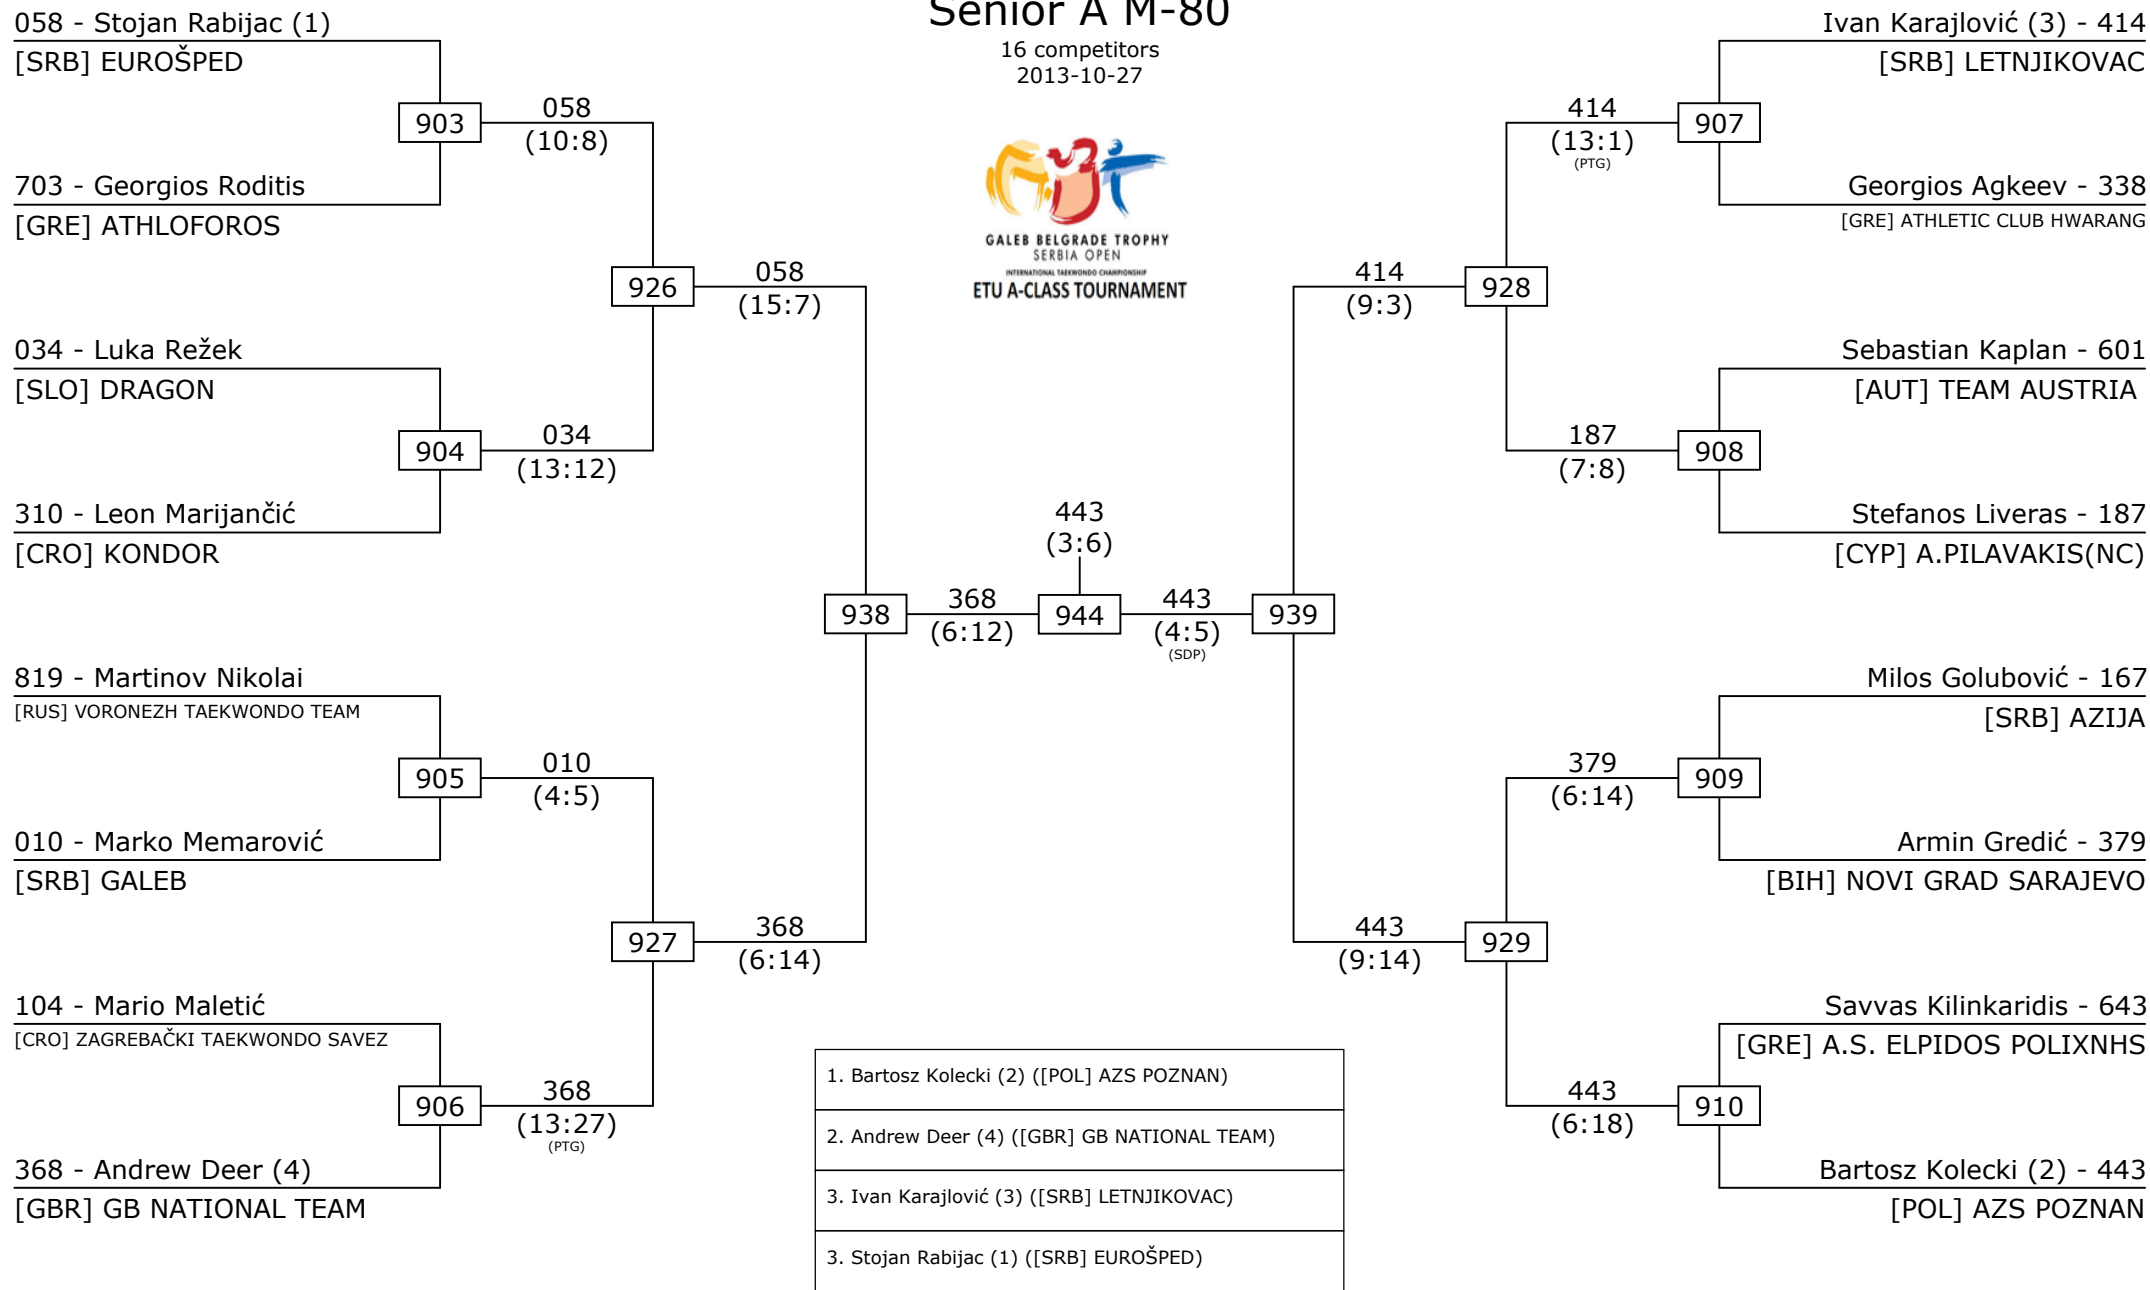 Senior A M-80
16 competitors
2013-10-27
GALEB BELGRADE TROPHY
SERBIA OPEN
INTERNATIONAL TAEKWONDO CHAMPIONSHIP
ETU A-CLASS TOURNAMENT
058 - Stojan Rabijac (1)
[SRB] EUROŠPED
903
058
(10:8)
703 - Georgios Roditis
[GRE] ATHLOFOROS
926
058
(15:7)
034 - Luka Režek
[SLO] DRAGON
904
034
(13:12)
310 - Leon Marijančić
[CRO] KONDOR
938
368
(6:12)
819 - Martinov Nikolai
[RUS] VORONEZH TAEKWONDO TEAM
905
010
(4:5)
010 - Marko Memarović
[SRB] GALEB
927
368
(6:14)
104 - Mario Maletić
[CRO] ZAGREBAČKI TAEKWONDO SAVEZ
906
368
(13:27)
(PTG)
368 - Andrew Deer (4)
[GBR] GB NATIONAL TEAM
443
(3:6)
944
Ivan Karajlović (3) - 414
[SRB] LETNJIKOVAC
414
(13:1)
(PTG)
907
Georgios Agkeev - 338
[GRE] ATHLETIC CLUB HWARANG
414
(9:3)
928
Sebastian Kaplan - 601
[AUT] TEAM AUSTRIA
187
(7:8)
908
Stefanos Liveras - 187
[CYP] A.PILAVAKIS(NC)
443
(4:5)
(SDP)
939
Milos Golubović - 167
[SRB] AZIJA
379
(6:14)
909
Armin Gredić - 379
[BIH] NOVI GRAD SARAJEVO
443
(9:14)
929
Savvas Kilinkaridis - 643
[GRE] A.S. ELPIDOS POLIXNHS
443
(6:18)
910
Bartosz Kolecki (2) - 443
[POL] AZS POZNAN
1. Bartosz Kolecki (2) ([POL] AZS POZNAN)
2. Andrew Deer (4) ([GBR] GB NATIONAL TEAM)
3. Ivan Karajlović (3) ([SRB] LETNJIKOVAC)
3. Stojan Rabijac (1) ([SRB] EUROŠPED)